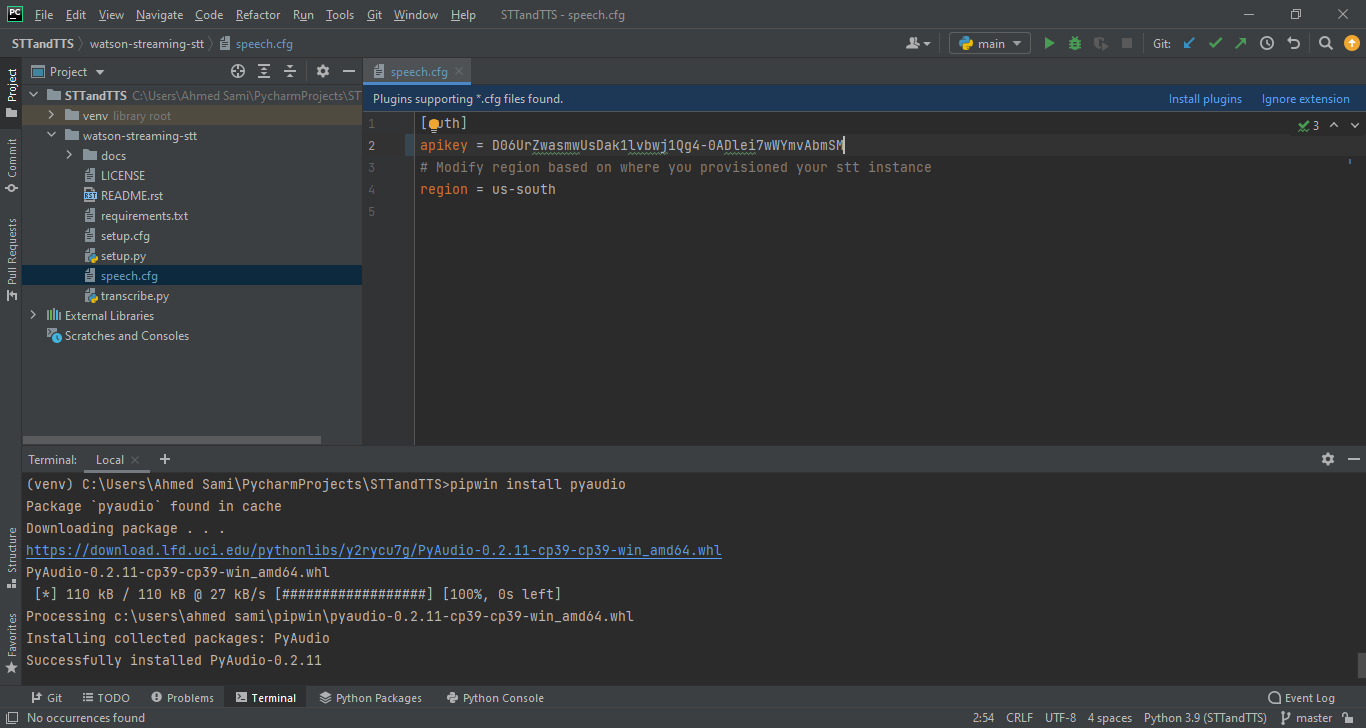 PC File Edit View Navigate Code Refactor Run Tools Git Window Help STTandTTS - speech.cfg
STTandTTS watson-streaming-stt speech.cfg main Git:
Project
speech.cfg
Plugins supporting *.cfg files found. Install plugins Ignore extension
STTandTTS C:\Users\Ahmed Sami\PycharmProjects\ST
venv library root
watson-streaming-stt
docs
LICENSE
README.rst
requirements.txt
setup.cfg
setup.py
speech.cfg
transcribe.py
External Libraries
Scratches and Consoles
1 [uth]
2 apikey = D06UrZwasmwUsDak1lvbwj1Qg4-0ADlei7wWYmvAbmSM
3 # Modify region based on where you provisioned your stt instance
4 region = us-south
5
3
Project
Commit
Pull Requests
Structure
Favorites
Terminal: Local
(venv) C:\Users\Ahmed Sami\PycharmProjects\STTandTTS>pipwin install pyaudio
Package `pyaudio` found in cache
Downloading package . . .
https://download.lfd.uci.edu/pythonlibs/y2rycu7g/PyAudio-0.2.11-cp39-cp39-win_amd64.whl
PyAudio-0.2.11-cp39-cp39-win_amd64.whl
[*] 110 kB / 110 kB @ 27 kB/s [##################] [100%, 0s left]
Processing c:\users\ahmed sami\pipwin\pyaudio-0.2.11-cp39-cp39-win_amd64.whl
Installing collected packages: PyAudio
Successfully installed PyAudio-0.2.11
Git TODO Problems Terminal Python Packages Python Console Event Log
No occurrences found 2:54 CRLF UTF-8 4 spaces Python 3.9 (STTandTTS) master